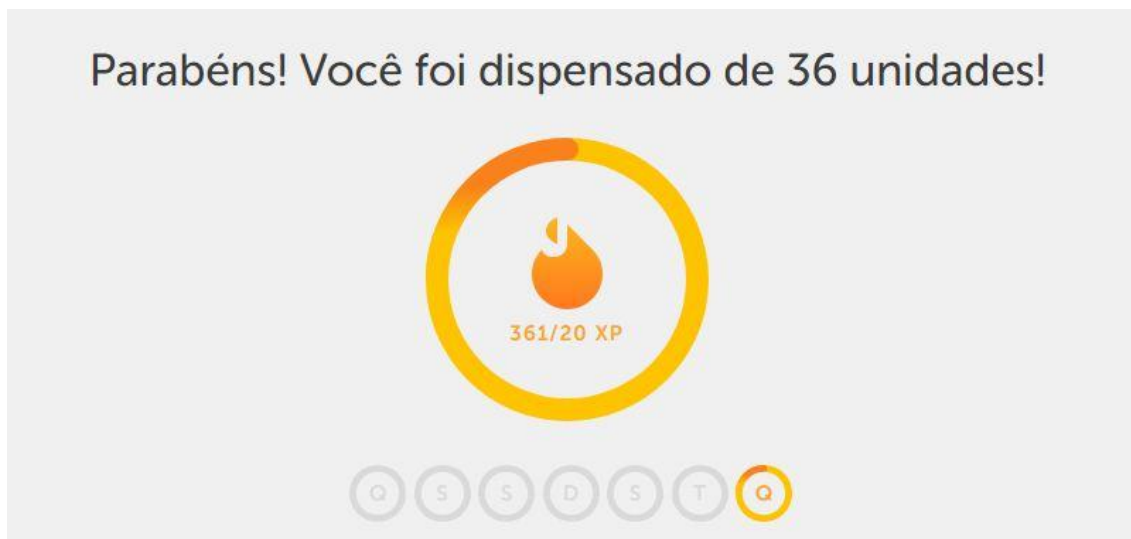 Parabéns! Você foi dispensado de 36 unidades!
361/20 XP
Q S S D S T Q